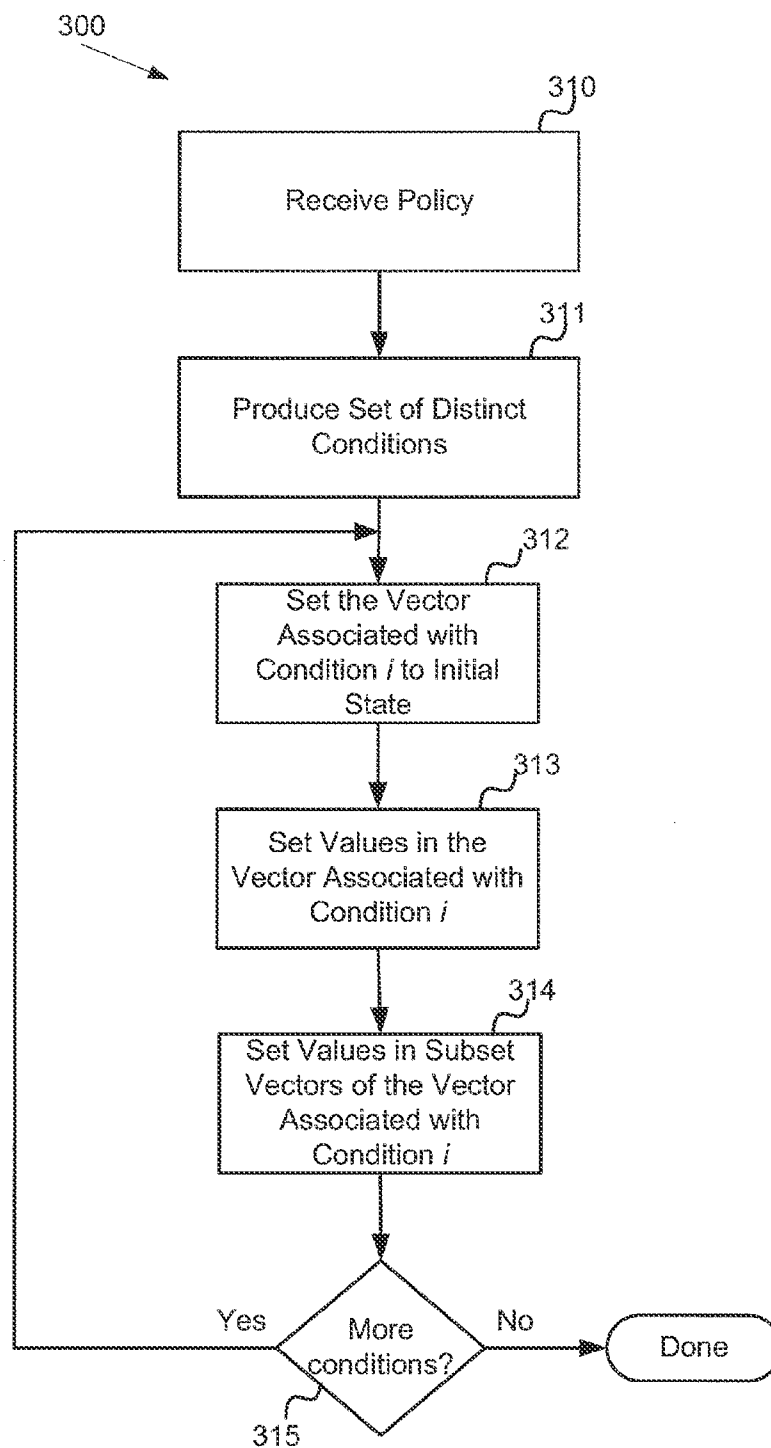 300
310
Receive Policy
311
Produce Set of Distinct
Conditions
312
Set the Vector
Associated with
Condition i to Initial
State
313
Set Values in the
Vector Associated with
Condition i
314
Set Values in Subset
Vectors of the Vector
Associated with
Condition i
Yes
More
conditions?
No
Done
315